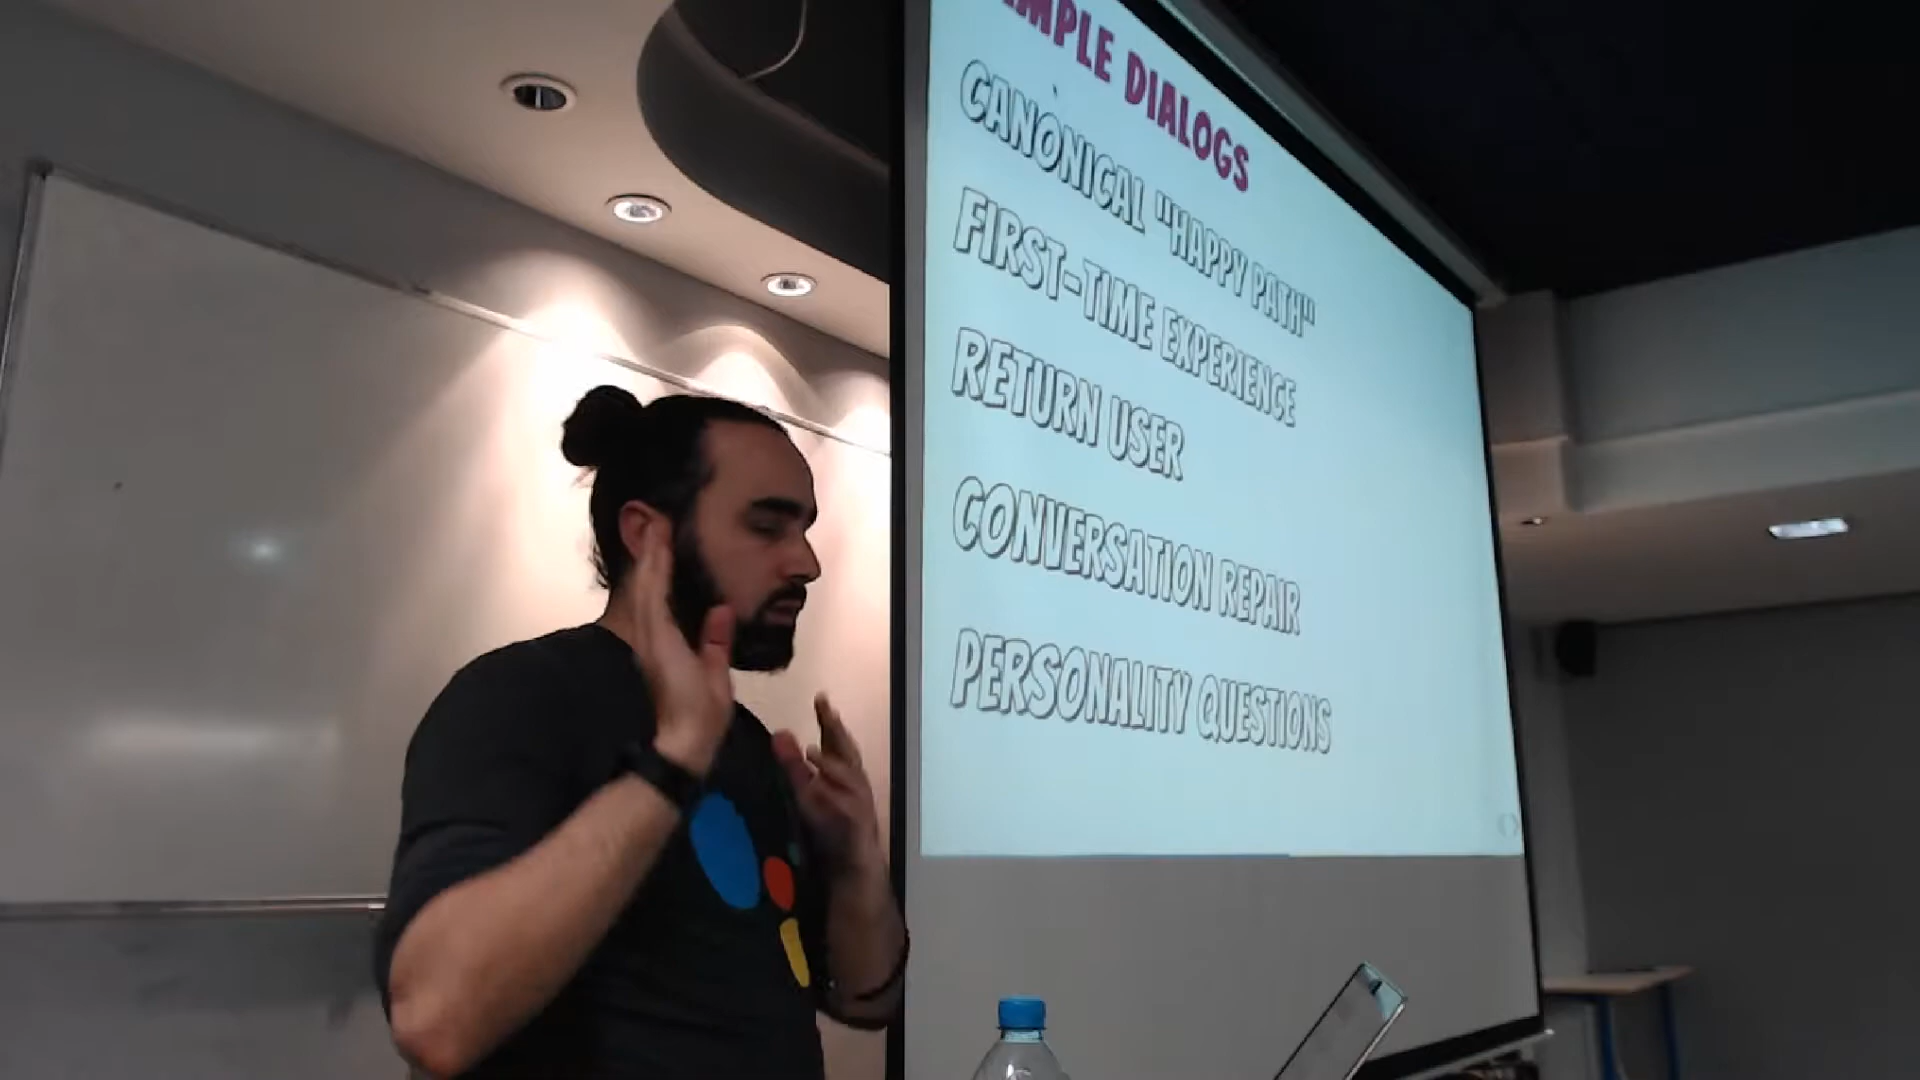 DIALOGS
CANONICAL "HAPPY PATH"
FIRST-TIME EXPERIENCE
RETURN USER
CONVERSATION REPAIR
PERSONALITY QUESTIONS